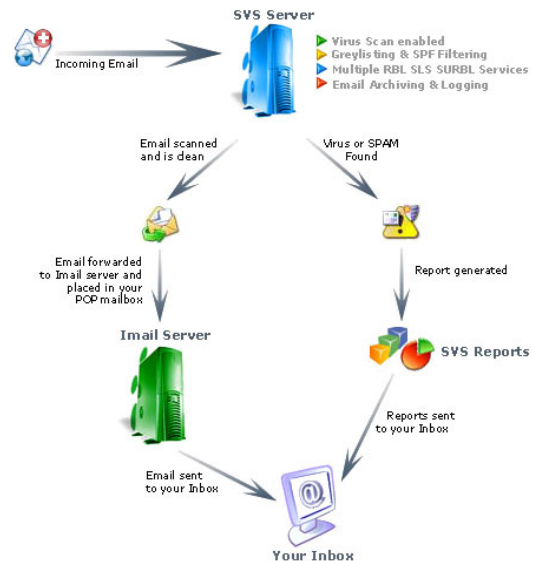 SVS Server
Incoming Email
Virus Scan enabled
Greylisting & SPF Filtering
Multiple RBL SLS SURBL Services
Email Archiving & Logging
Email scanned
and is clean
Virus or SPAM
Found
Email forwarded
to Imail server and
placed in your
POP mailbox
Report generated
Imail Server
SVS Reports
Reports sent
to your Inbox
Email sent
to your Inbox
@
Your Inbox